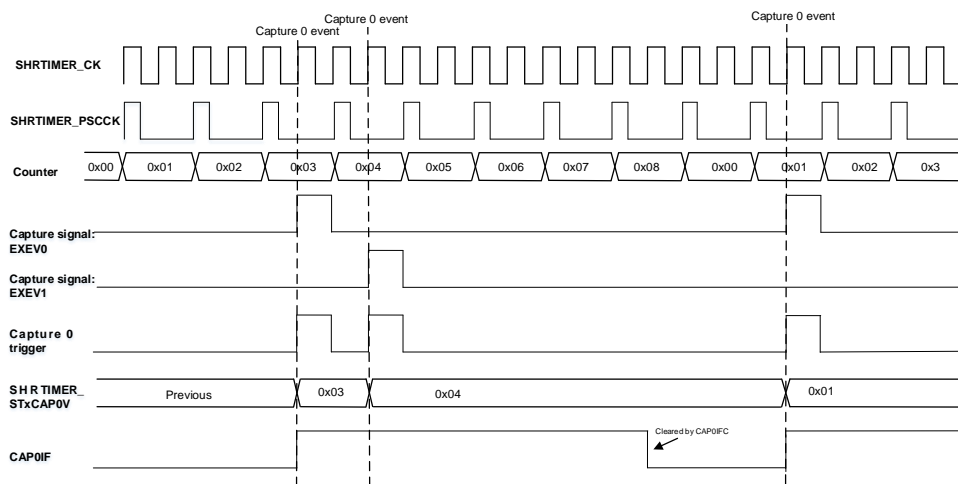 Capture 0 event
Capture 0 event
Capture 0 event
SHRTIMER_CK
SHRTIMER_PSCCK
Counter 0x00 0x01 0x02 0x03 0x04 0x05 0x06 0x07 0x08 0x00 0x01 0x02 0x3
Capture signal:
EXEV0
Capture signal:
EXEV1
Capture 0
trigger
SHRTIMER_
STxCAP0V
Previous 0x03 0x04 0x01
Cleared by CAP0IFC
CAP0IF